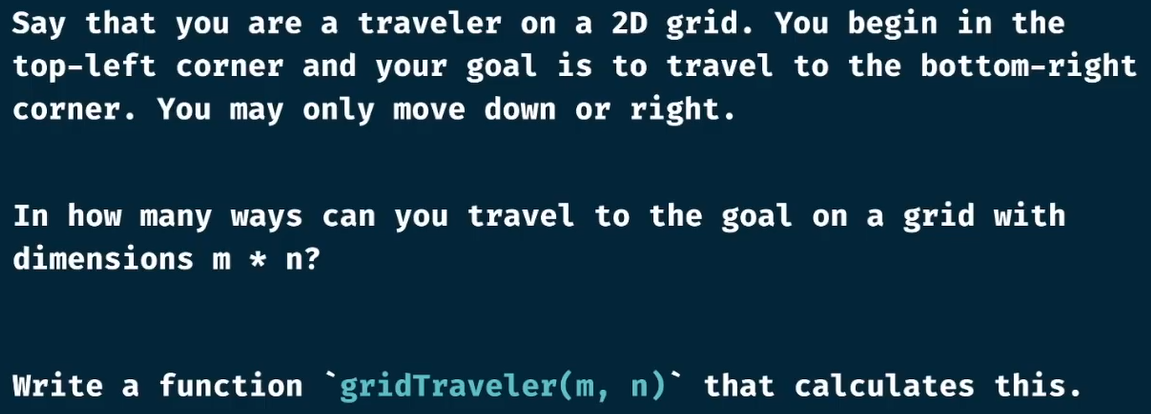 Say that you are a traveler on a 2D grid. You begin in the
top-left corner and your goal is to travel to the bottom-right
corner. You may only move down or right.
In how many ways can you travel to the goal on a grid with
dimensions m * n?
Write a function `gridTraveler(m, n)` that calculates this.